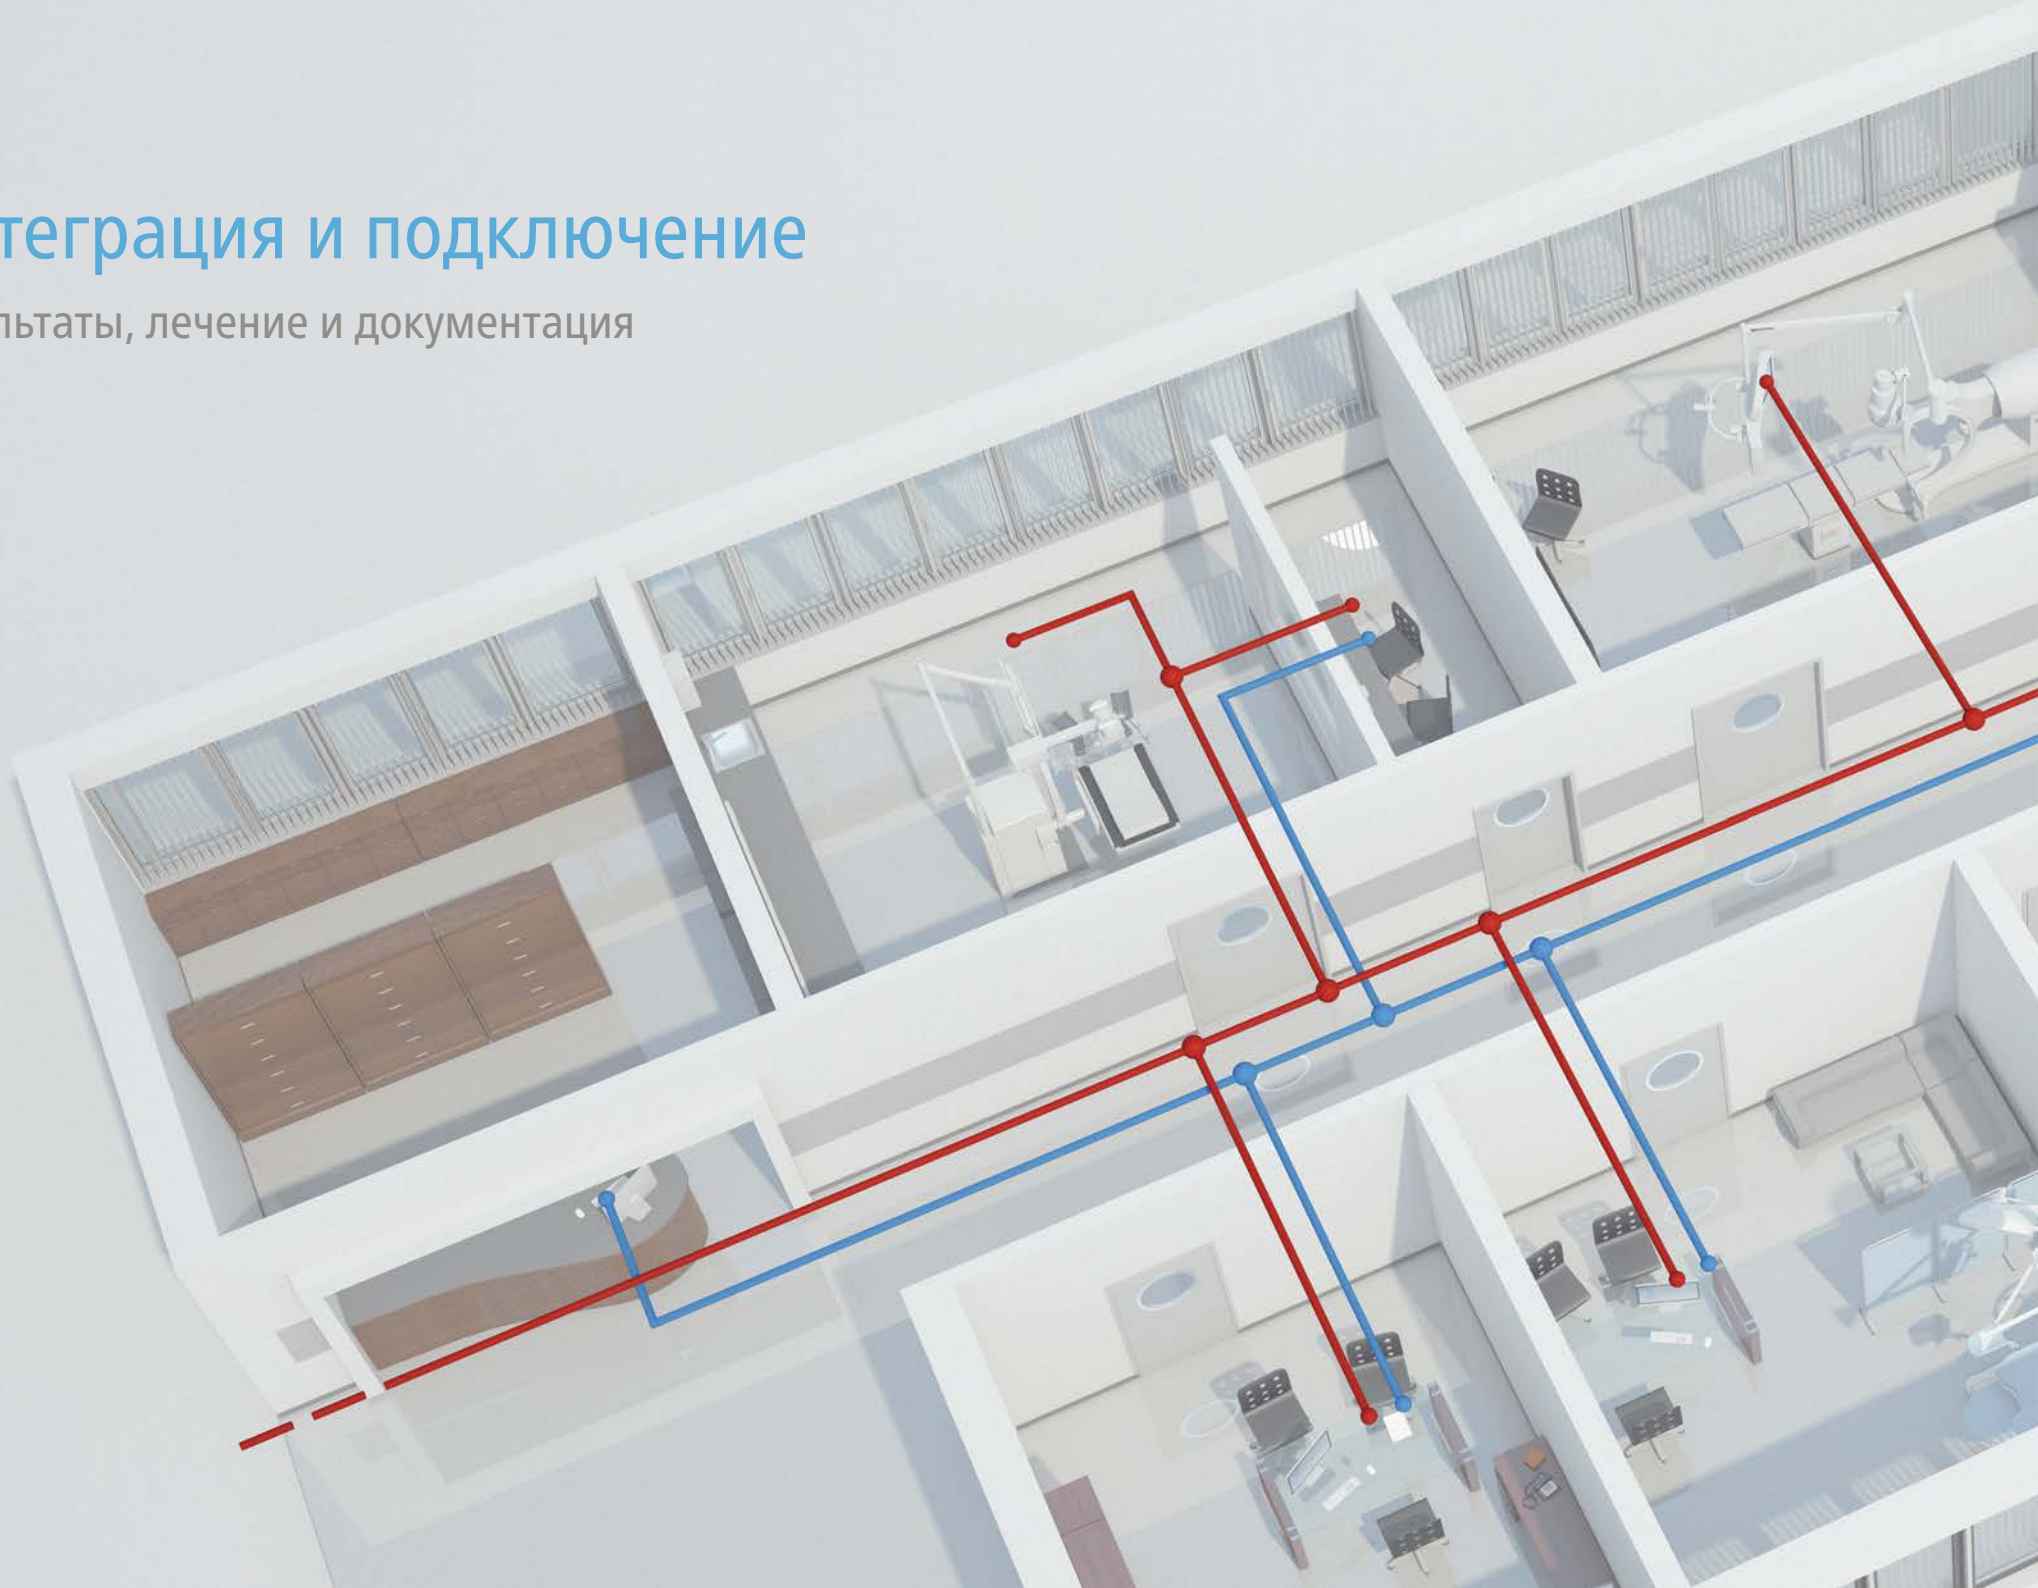 теграция и подключение
льтаты, лечение и документация